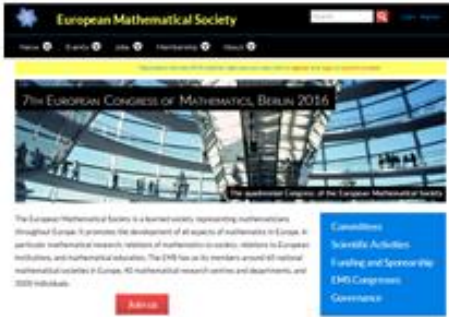 European Mathematical Society
Search
Login Register
News Events Jobs Membership About
7TH EUROPEAN CONGRESS OF MATHEMATICS, BERLIN 2016
The quadrennial Congress of the European Mathematical Society
The European Mathematical Society is a learned society representing mathematicians
throughout Europe. It promotes the development of all aspects of mathematics in Europe, in
particular mathematical research, relations of mathematics to society, relations to European
institutions, and mathematical education. The EMS has as its members around 60 national
mathematical societies in Europe, 40 mathematical research centres and departments, and
3000 individuals.
Join us
Committees
Scientific Activities
Funding and Sponsorship
EMS Congresses
Governance